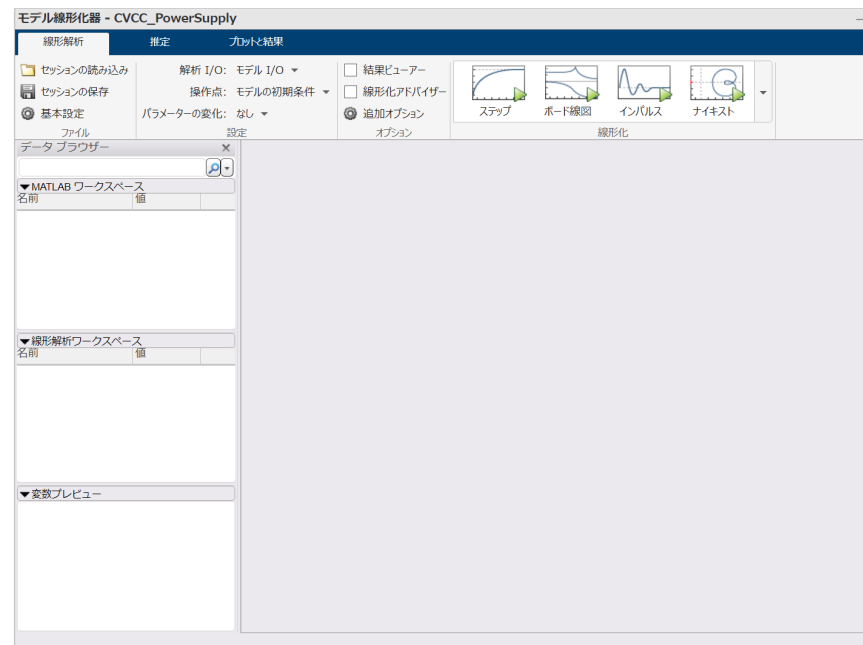 モデル線形化器 - CVCC_PowerSupply
線形解析 推定 プロットと結果
セッションの読み込み 解析 I/O: モデル I/O 結果ビューアー
セッションの保存 操作点: モデルの初期条件 線形化アドバイザー
基本設定 パラメーターの変化: なし 追加オプション ステップ ボード線図 インパルス ナイキスト
ファイル 設定 オプション 線形化
データ ブラウザー
MATLAB ワークスペース
名前 値
線形解析ワークスペース
名前 値
変数プレビュー